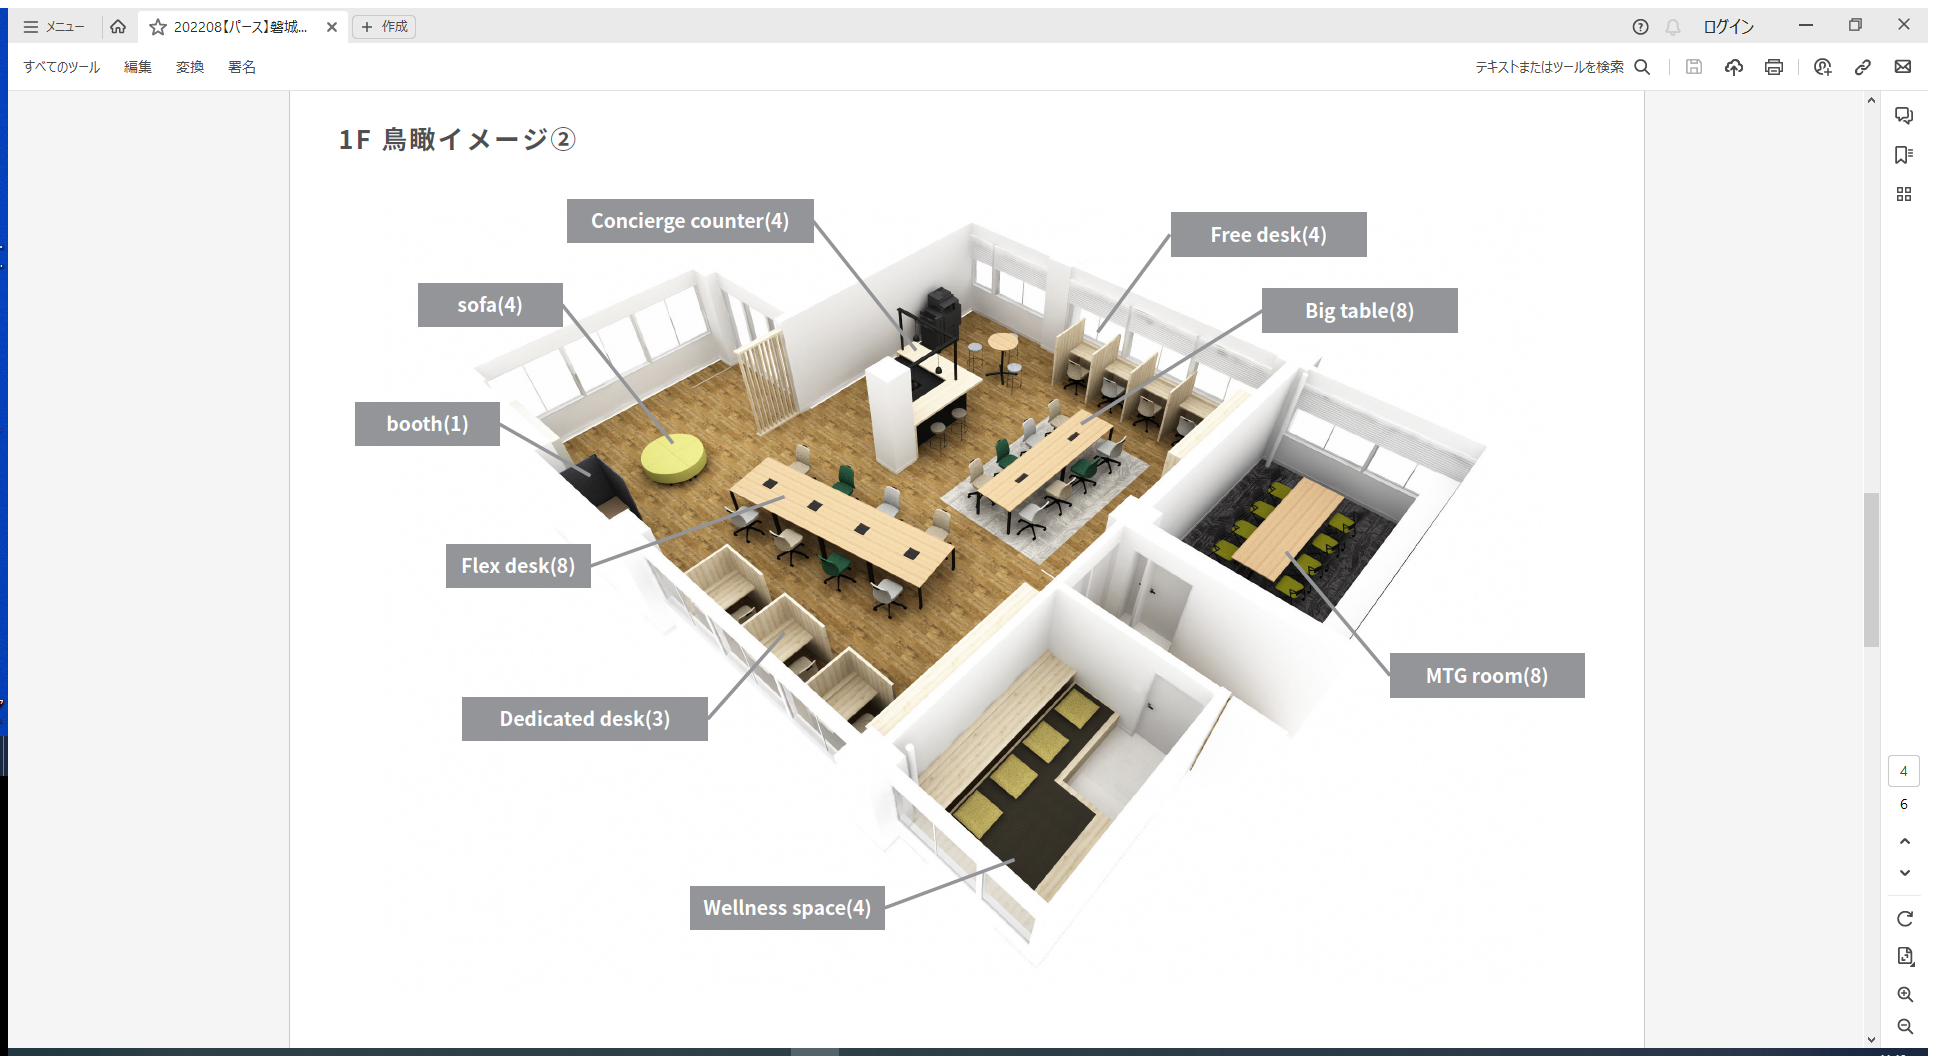 メニュー
202208【パース】磐城...
作成
ログイン
すべてのツール 編集 変換 署名
テキストまたはツールを検索
1F 鳥瞰イメージ②
Concierge counter(4)
Free desk(4)
sofa(4)
Big table(8)
booth(1)
Flex desk(8)
MTG room(8)
Dedicated desk(3)
Wellness space(4)
4
6